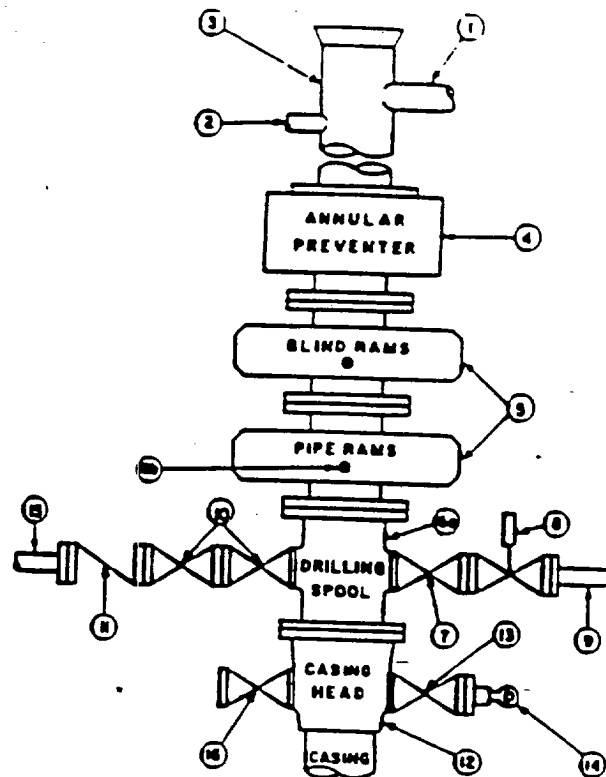 3
1
2
ANNULAR
PREVENTER
4
BLIND RAMS
5
PIPE RAMS
8
15
10
DRILLING
SPOOL
11
7
9
13
CASING
HEAD
16
12
14
CASING